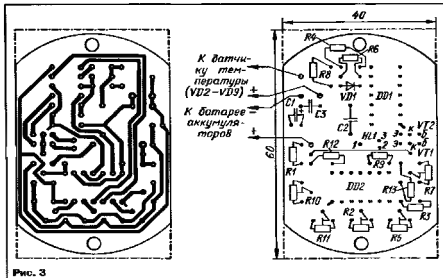 40
К датчи-
ку тем-
пературы
(VD2-VD9) +
К батарее -
аккумуля-
торов +
60
R4
R6
R8
VD1
DD1
C1
C3
C2
HL1
VT2
VT1
R1
R12
R9
R10
DD2
R13
R7
R3
R11
R2
R5
Рис. 3